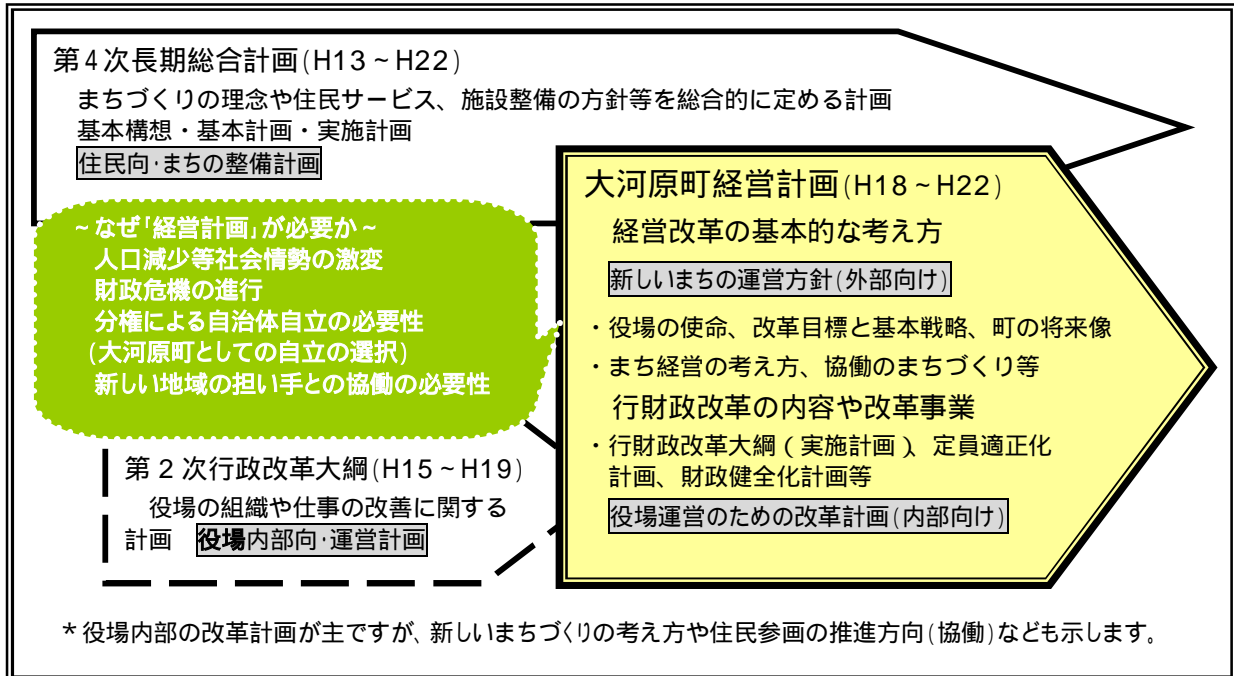 第4次長期総合計画(H13～H22)
まちづくりの理念や住民サービス、施設整備の方針等を総合的に定める計画
基本構想・基本計画・実施計画
住民向・まちの整備計画
～なぜ「経営計画」が必要か～
人口減少等社会情勢の激変
財政危機の進行
分権による自治体自立の必要性
(大河原町としての自立の選択)
新しい地域の担い手との協働の必要性
第2次行政改革大綱(H15～H19)
役場の組織や仕事の改善に関する
計画 役場内部向・運営計画
大河原町経営計画(H18～H22)
経営改革の基本的な考え方
新しいまちの運営方針(外部向け)
・役場の使命、改革目標と基本戦略、町の将来像
・まち経営の考え方、協働のまちづくり等
行財政改革の内容や改革事業
・行財政改革大綱（実施計画）、定員適正化
計画、財政健全化計画等
役場運営のための改革計画(内部向け)
*役場内部の改革計画が主ですが、新しいまちづくりの考え方や住民参画の推進方向(協働)なども示します。